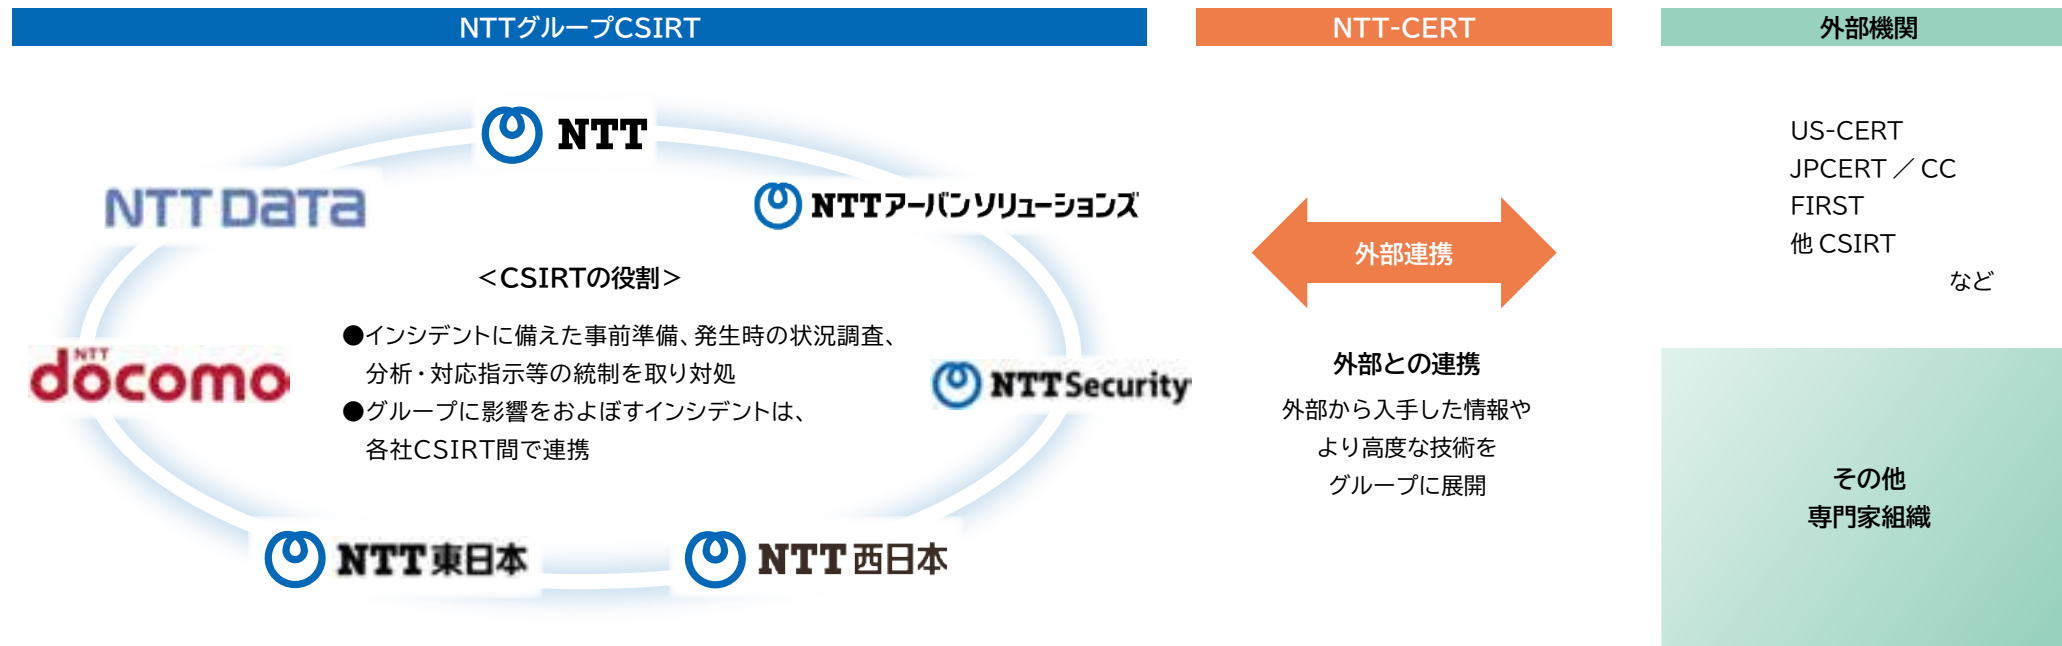 NTTグループCSIRT
NTT
NTT DATA
NTTアーバンソリューションズ
<CSIRTの役割>
●インシデントに備えた事前準備、発生時の状況調査、
分析・対応指示等の統制を取り対処
●グループに影響をおよぼすインシデントは、
各社CSIRT間で連携
NTT
docomo
NTT Security
NTT東日本
NTT西日本
NTT-CERT
外部連携
外部との連携
外部から入手した情報や
より高度な技術を
グループに展開
外部機関
US-CERT
JPCERT ／ CC
FIRST
他 CSIRT
など
その他
専門家組織